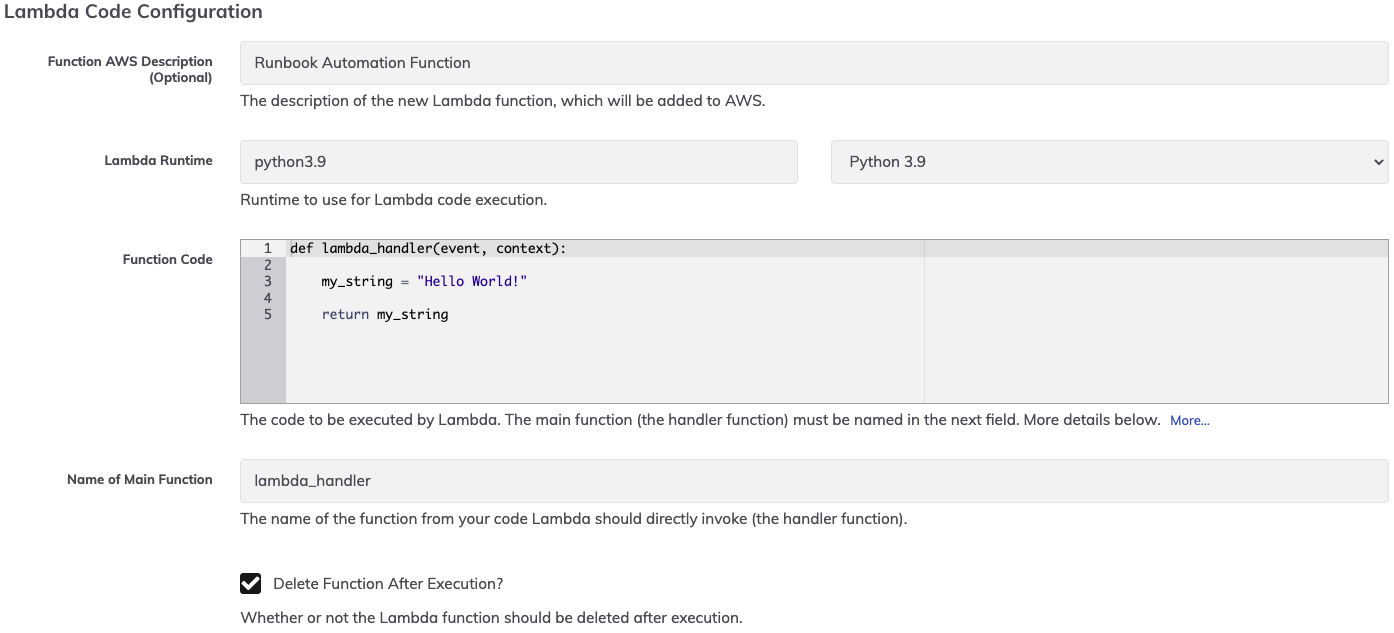 Lambda Code Configuration
Function AWS Description
(Optional)
Runbook Automation Function
The description of the new Lambda function, which will be added to AWS.
Lambda Runtime
python3.9
Python 3.9
Runtime to use for Lambda code execution.
Function Code
1 def lambda_handler(event, context):
2
3     my_string = "Hello World!"
4
5     return my_string
The code to be executed by Lambda. The main function (the handler function) must be named in the next field. More details below. More...
Name of Main Function
lambda_handler
The name of the function from your code Lambda should directly invoke (the handler function).
Delete Function After Execution?
Whether or not the Lambda function should be deleted after execution.